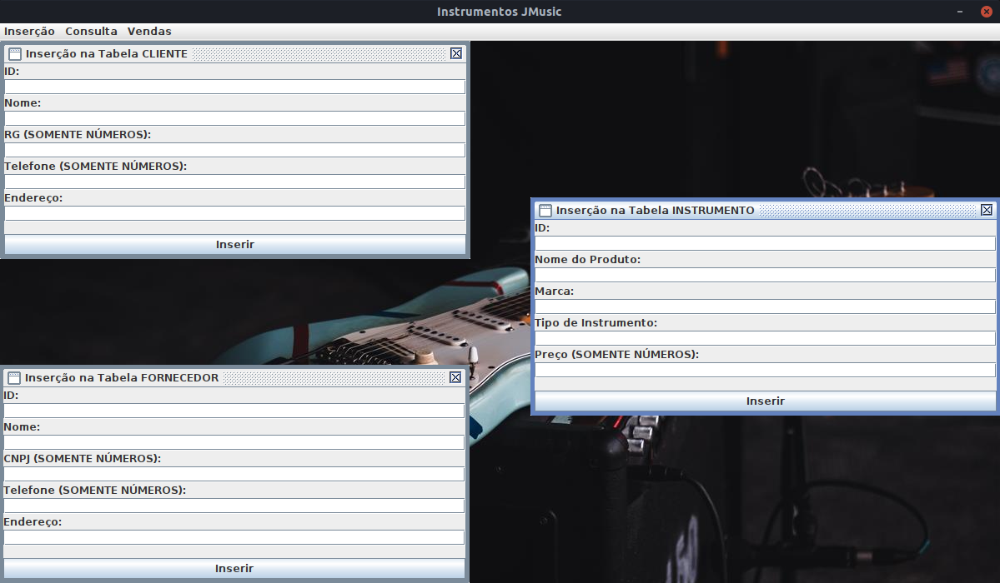 Instrumentos JMusic
Inserção Consulta Vendas
Inserção na Tabela CLIENTE
ID:
Nome:
RG (SOMENTE NÚMEROS):
Telefone (SOMENTE NÚMEROS):
Endereço:
Inserir
Inserção na Tabela INSTRUMENTO
ID:
Nome do Produto:
Marca:
Tipo de Instrumento:
Preço (SOMENTE NÚMEROS):
Inserir
Inserção na Tabela FORNECEDOR
ID:
Nome:
CNPJ (SOMENTE NÚMEROS):
Telefone (SOMENTE NÚMEROS):
Endereço:
Inserir